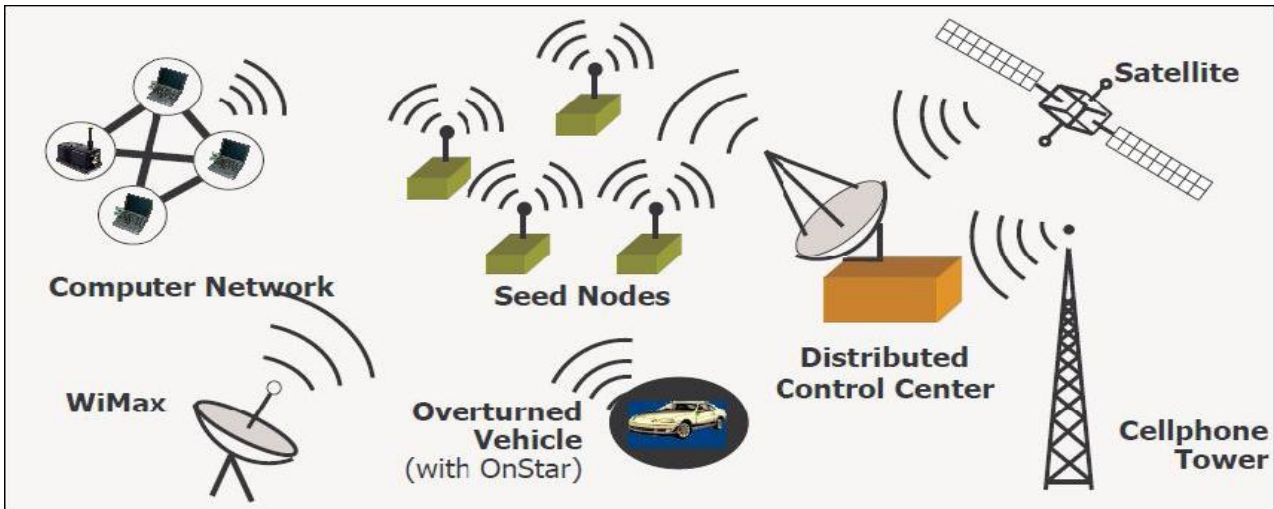 Satellite
Computer Network
Seed Nodes
Distributed
Control Center
WiMax
Overturned
Vehicle
(with OnStar)
Cellphone
Tower